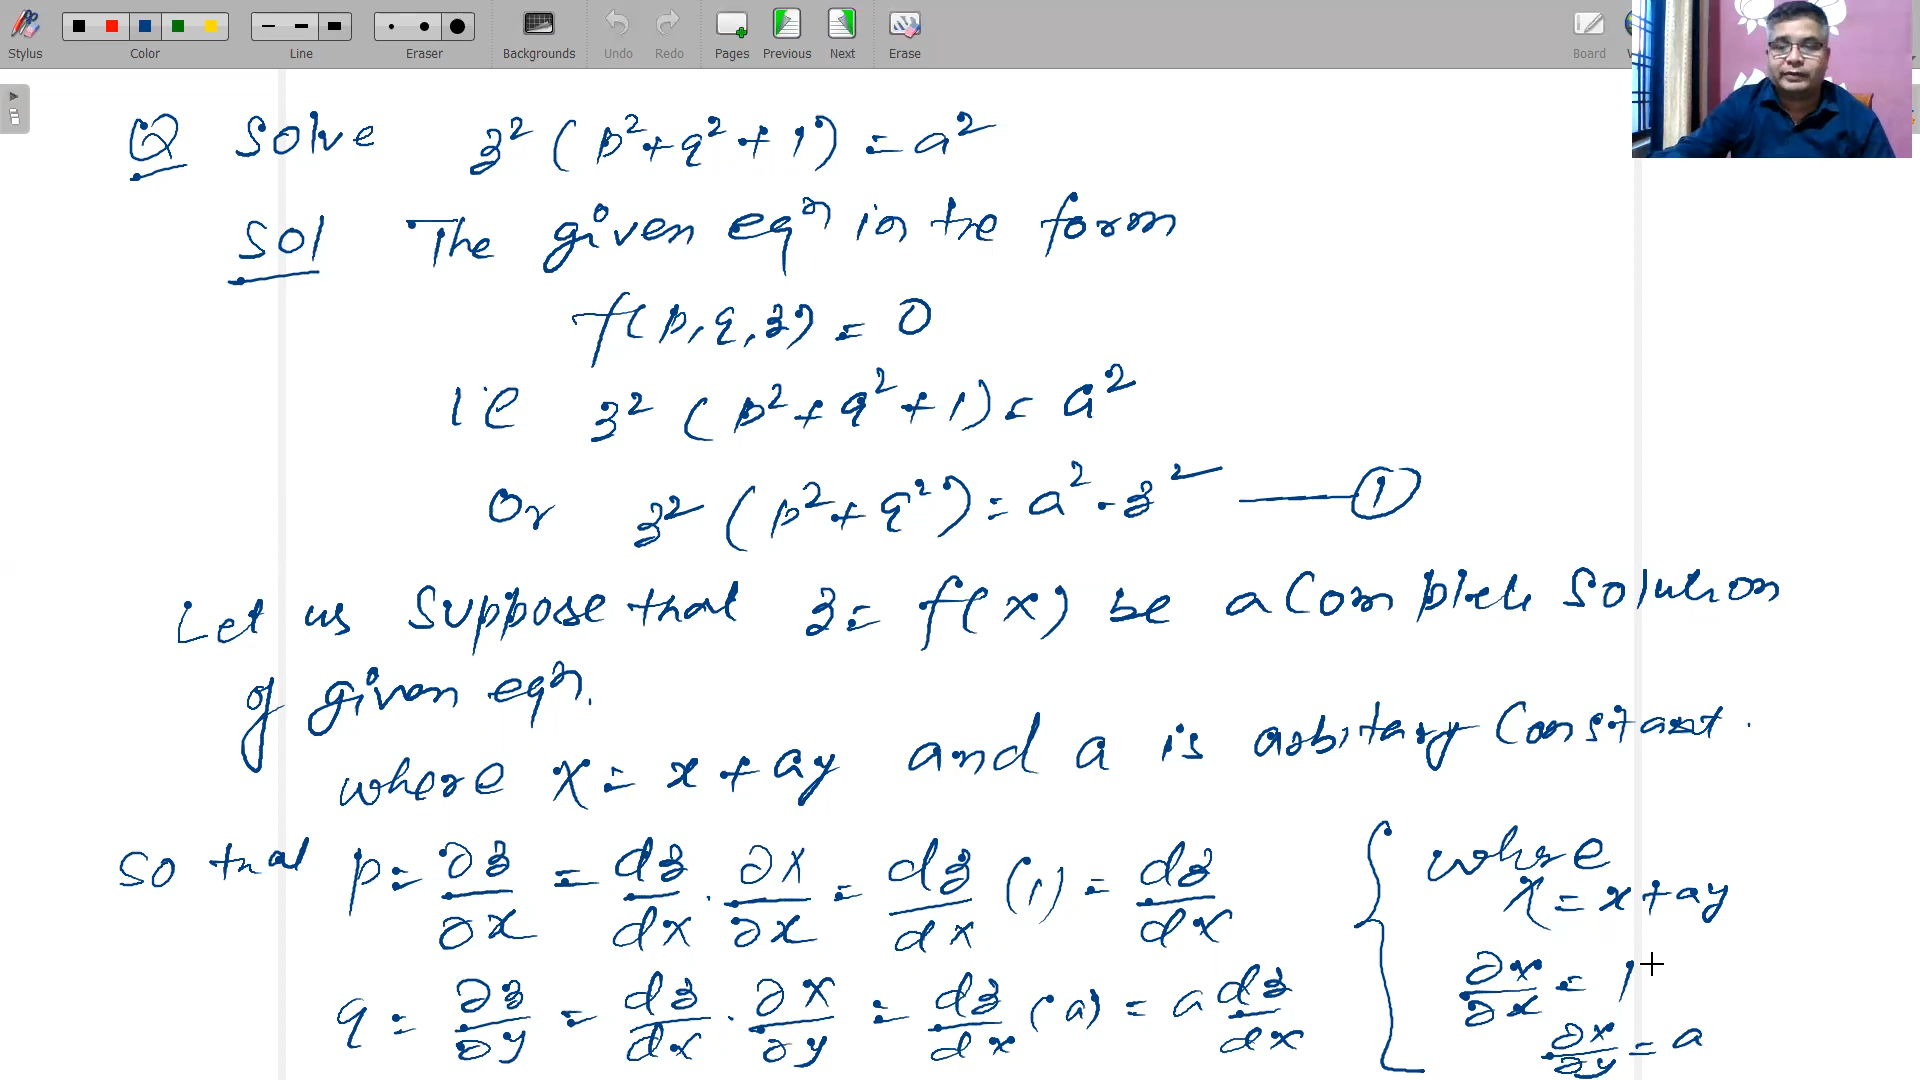 Stylus Color Line Eraser Backgrounds Undo Redo Pages Previous Next Erase Board
Q Solve z² (p²+q²+1) = a²
Sol The given eqⁿ in the form
f(p, q, z) = 0
i.e z² (p²+q²+1) = a²
Or z² (p²+q²) = a² - z² —— ①
Let us suppose that z = f(X) be a complete solution
of given eqⁿ.
where X = x + ay and a is arbitary constant.
So that p = ∂z/∂x = dz/dX . ∂X/∂x = dz/dX (1) = dz/dX { where
X = x + ay
∂X/∂x = 1
q = ∂z/∂y = dz/dX . ∂X/∂y = dz/dX (a) = a dz/dX
∂X/∂y = a